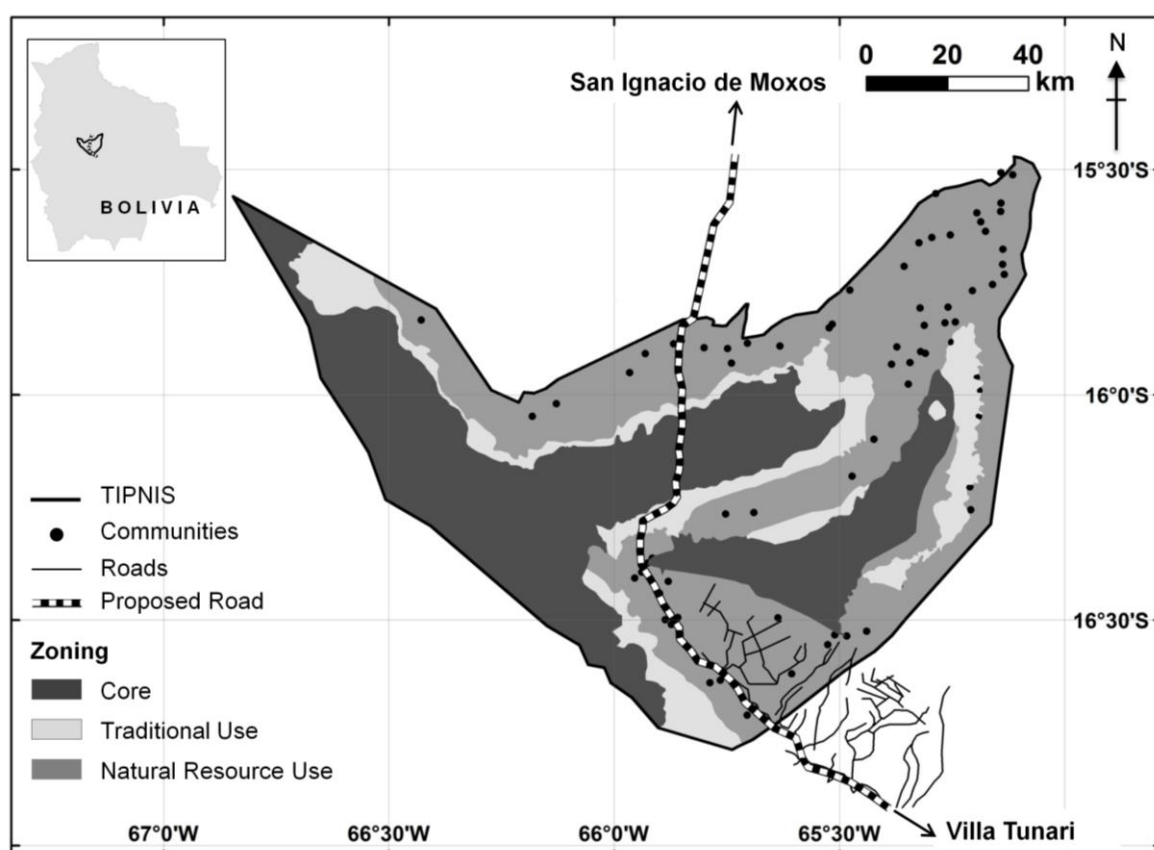 San Ignacio de Moxos
0 20 40
km
N
BOLIVIA
15°30'S
16°0'S
16°30'S
TIPNIS
Communities
Roads
Proposed Road
Zoning
Core
Traditional Use
Natural Resource Use
67°0'W 66°30'W 66°0'W 65°30'W
Villa Tunari